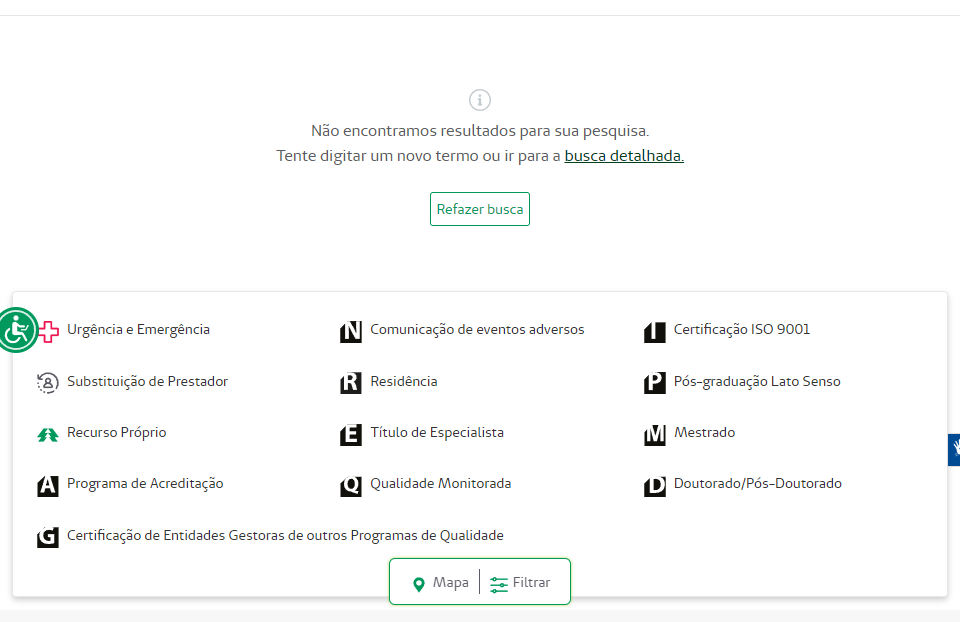 Não encontramos resultados para sua pesquisa.
Tente digitar um novo termo ou ir para a busca detalhada.
Refazer busca
Urgência e Emergência
N Comunicação de eventos adversos
I Certificação ISO 9001
Substituição de Prestador
R Residência
P Pós-graduação Lato Senso
Recurso Próprio
E Título de Especialista
M Mestrado
A Programa de Acreditação
Q Qualidade Monitorada
D Doutorado/Pós-Doutorado
G Certificação de Entidades Gestoras de outros Programas de Qualidade
Mapa
Filtrar